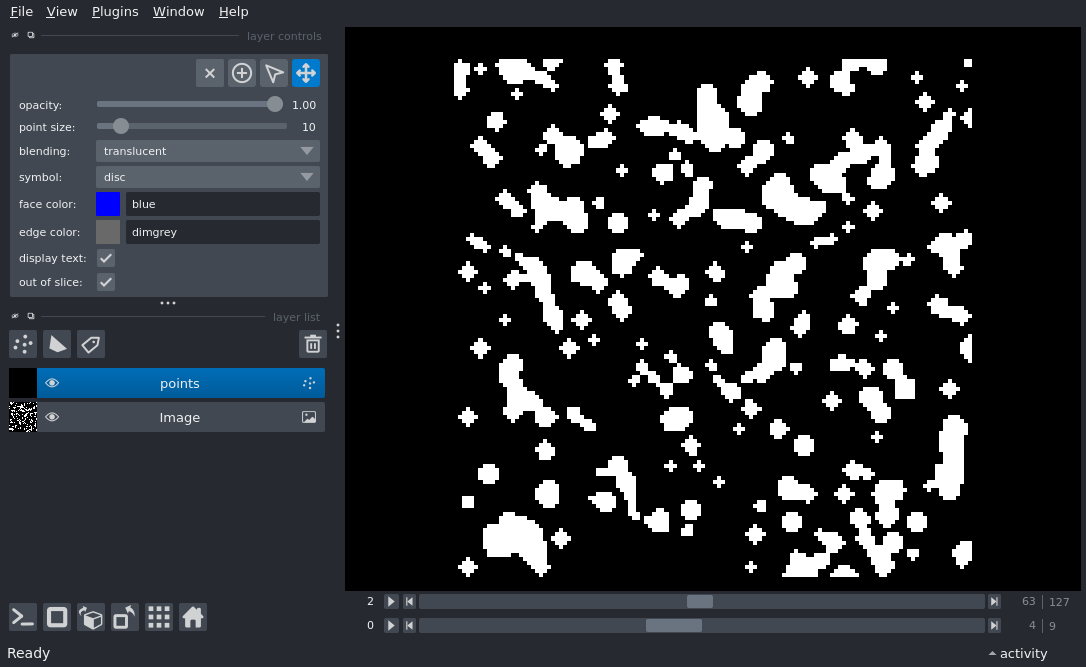 File View Plugins Window Help
layer controls
opacity: 1.00
point size: 10
blending: translucent
symbol: disc
face color: blue
edge color: dimgrey
display text:
out of slice:
layer list
points
Image
2 63 | 127
0 4 | 9
Ready activity